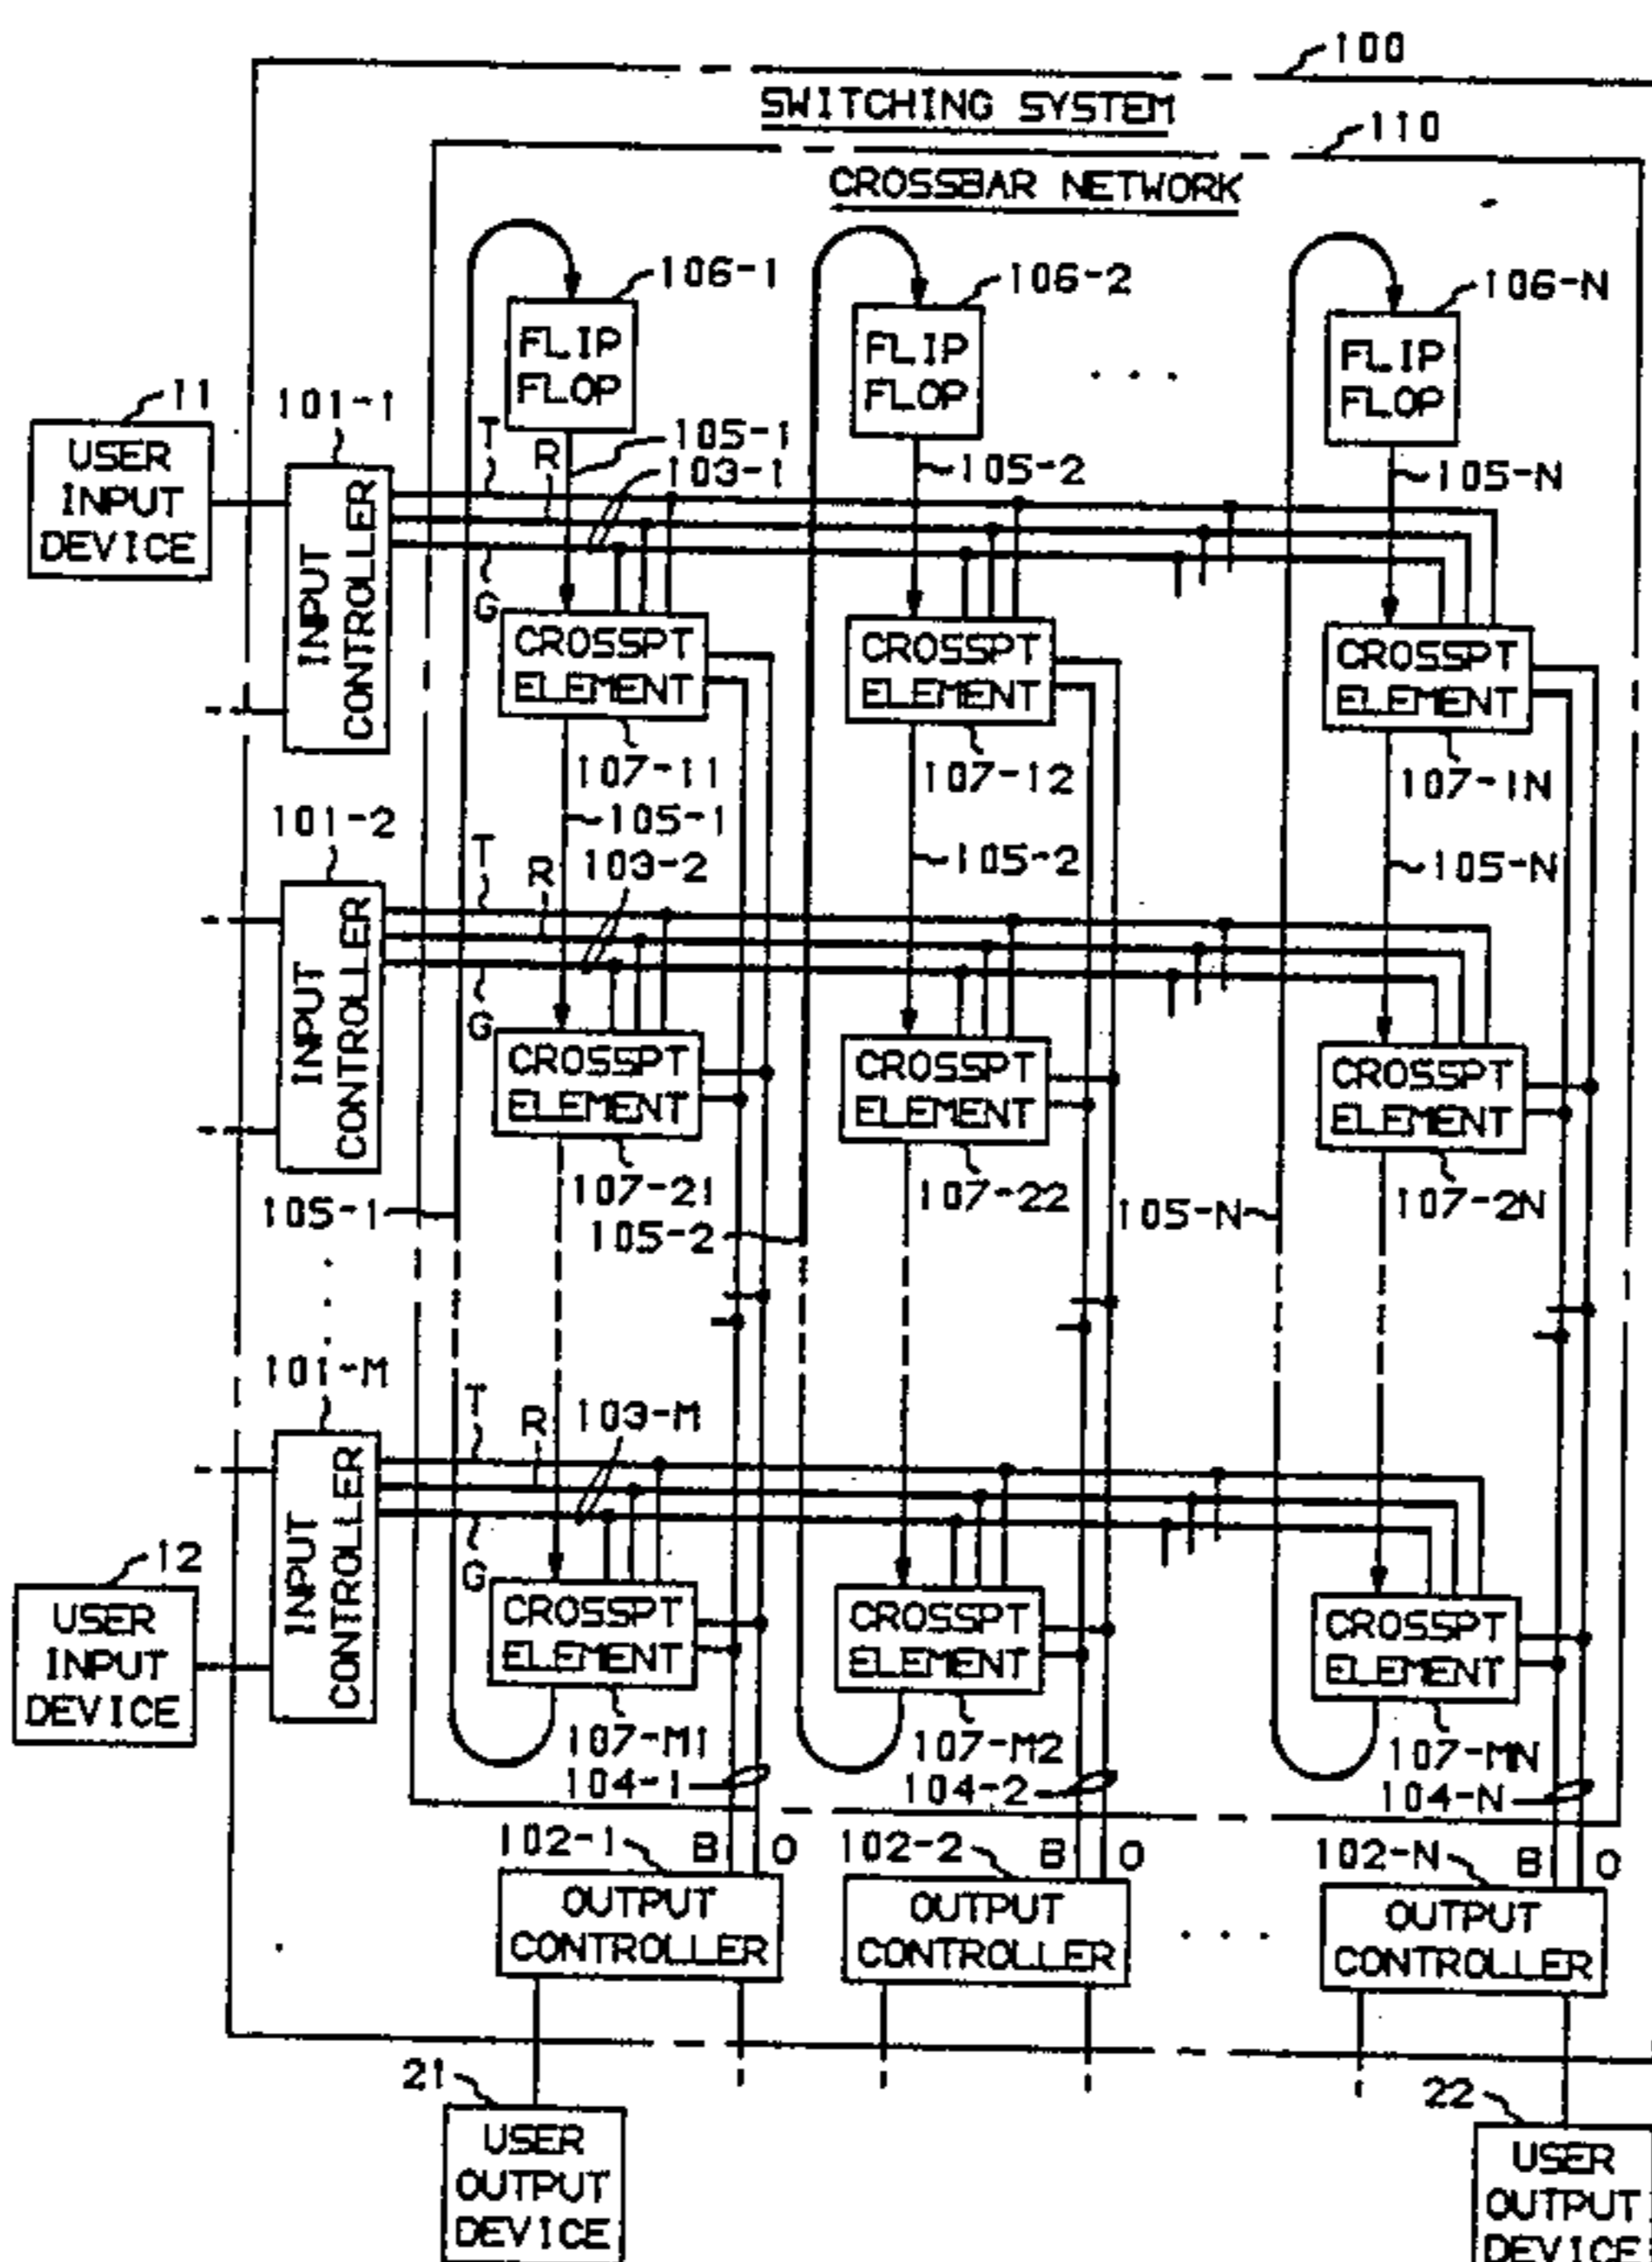 100
SWITCHING SYSTEM
110
CROSSBAR NETWORK
106-1
106-2
106-N
FLIP
FLOP
FLIP
FLOP
. . .
FLIP
FLOP
11
101-1
USER
INPUT
DEVICE
INPUT
CONTROLLER
T
R
G
105-1
103-1
105-2
105-N
CROSSPT
ELEMENT
CROSSPT
ELEMENT
CROSSPT
ELEMENT
107-11
107-12
107-1N
101-2
105-1
105-2
105-N
INPUT
CONTROLLER
T
R
G
103-2
CROSSPT
ELEMENT
CROSSPT
ELEMENT
CROSSPT
ELEMENT
107-21
107-22
107-2N
105-1
105-2
105-N
101-M
INPUT
CONTROLLER
T
R
G
103-M
12
USER
INPUT
DEVICE
CROSSPT
ELEMENT
CROSSPT
ELEMENT
CROSSPT
ELEMENT
107-M1
107-M2
107-MN
104-1
104-2
104-N
102-1
B
O
102-2
B
O
102-N
B
O
OUTPUT
CONTROLLER
OUTPUT
CONTROLLER
. . .
OUTPUT
CONTROLLER
21
22
USER
OUTPUT
DEVICE
USER
OUTPUT
DEVICE